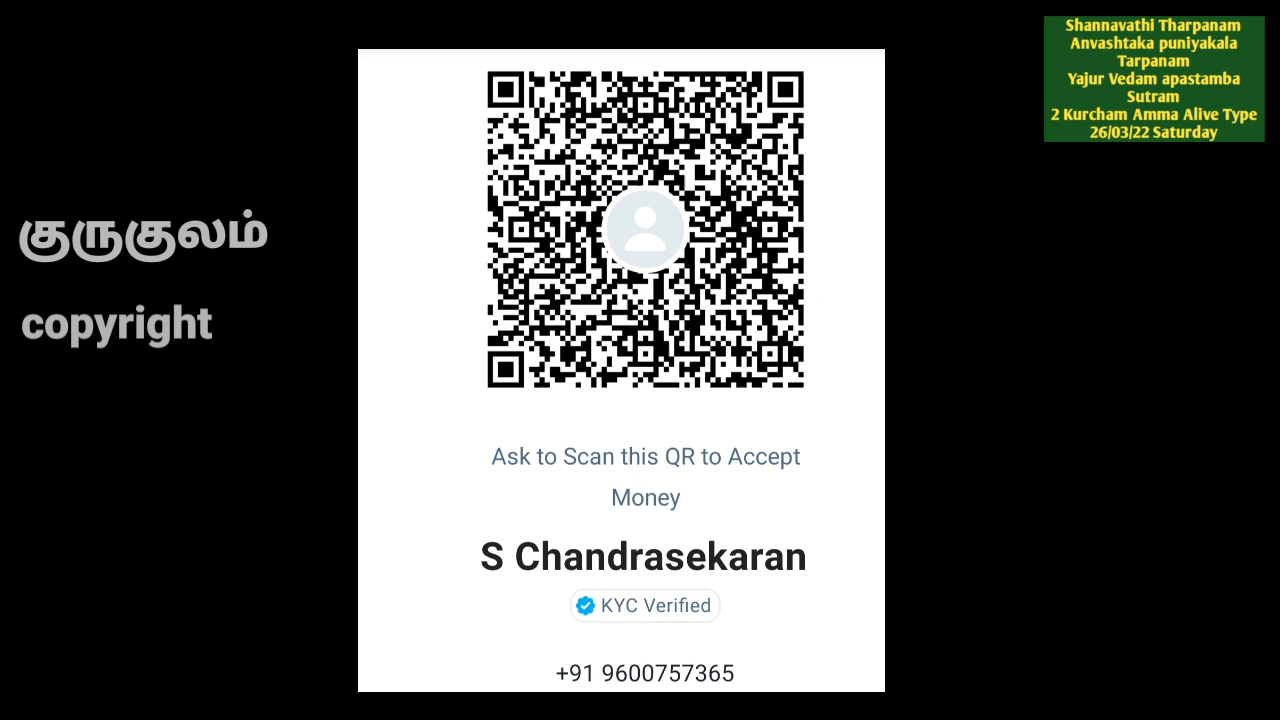 Shannavathi Tharpanam
Anvashtaka puniyakala
Tarpanam
Yajur Vedam apastamba
Sutram
2 Kurcham Amma Alive Type
26/03/22 Saturday
குருகுலம்
copyright
Ask to Scan this QR to Accept
Money
S Chandrasekaran
KYC Verified
+91 9600757365